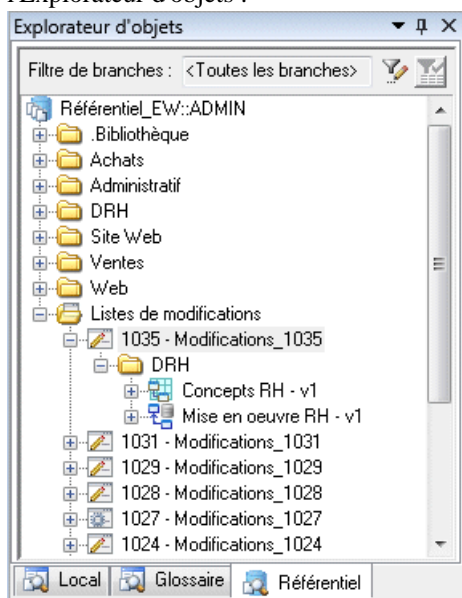 l'Explorateur d'objets :
Explorateur d'objets
Filtre de branches : <Toutes les branches>
Référentiel_EW::ADMIN
.Bibliothèque
Achats
Administratif
DRH
Site Web
Ventes
Web
Listes de modifications
1035 - Modifications_1035
DRH
Concepts RH - v1
Mise en oeuvre RH - v1
1031 - Modifications_1031
1029 - Modifications_1029
1028 - Modifications_1028
1027 - Modifications_1027
1024 - Modifications_1024
Local Glossaire Référentiel